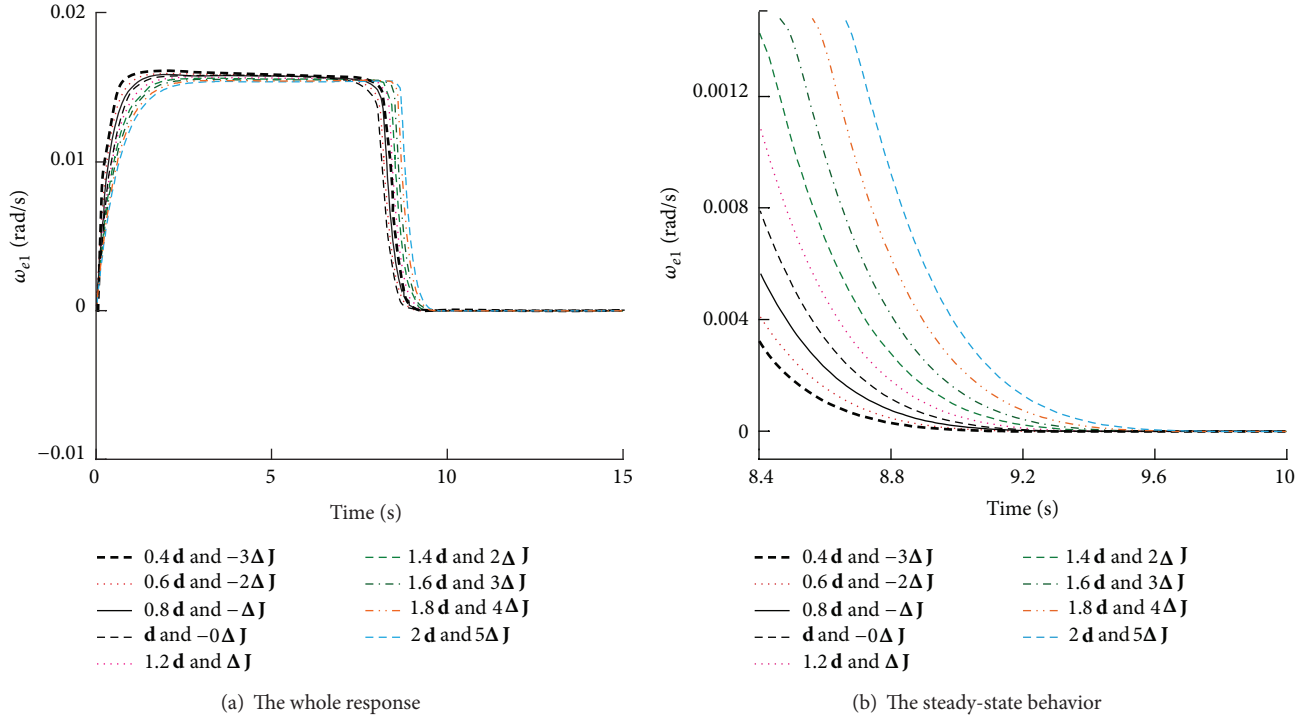 0.02
0.01
0
−0.01
ω_{e1} (rad/s)
0
5
10
15
Time (s)
0.4 d and −3Δ J
0.6 d and −2Δ J
0.8 d and −Δ J
d and −0Δ J
1.2 d and Δ J
1.4 d and 2Δ J
1.6 d and 3Δ J
1.8 d and 4Δ J
2 d and 5Δ J
(a) The whole response
0.0012
0.008
0.004
0
ω_{e1} (rad/s)
8.4
8.8
9.2
9.6
10
Time (s)
0.4 d and −3Δ J
0.6 d and −2Δ J
0.8 d and −Δ J
d and −0Δ J
1.2 d and Δ J
1.4 d and 2Δ J
1.6 d and 3Δ J
1.8 d and 4Δ J
2 d and 5Δ J
(b) The steady-state behavior